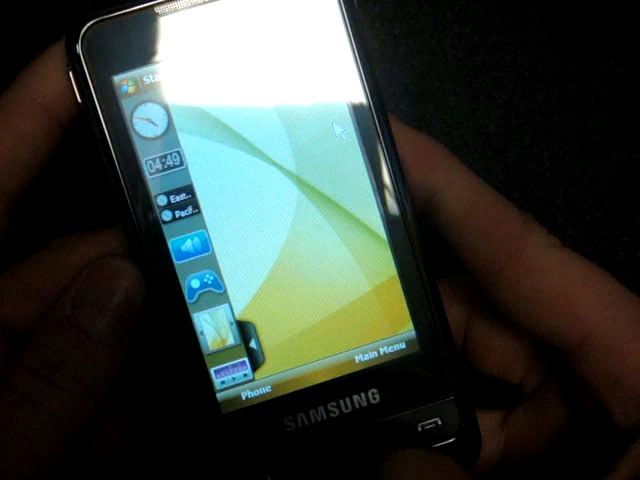 Sta
04:49
East..
Pacif..
Phone
Main Menu
SAMSUNG